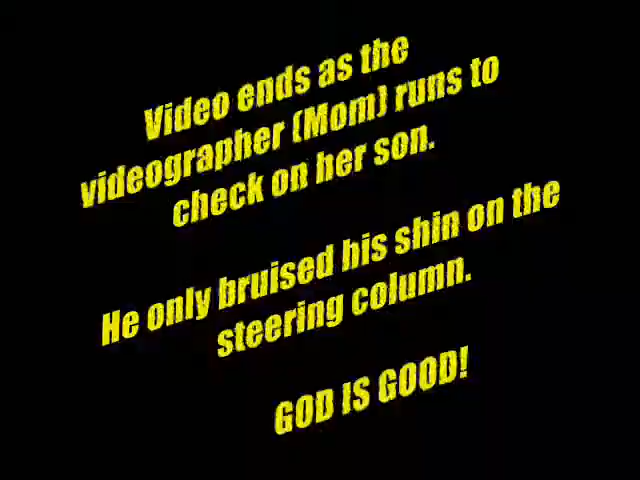 Video ends as the
videographer (Mom) runs to
check on her son.
He only bruised his shin on the
steering column.
GOD IS GOOD!